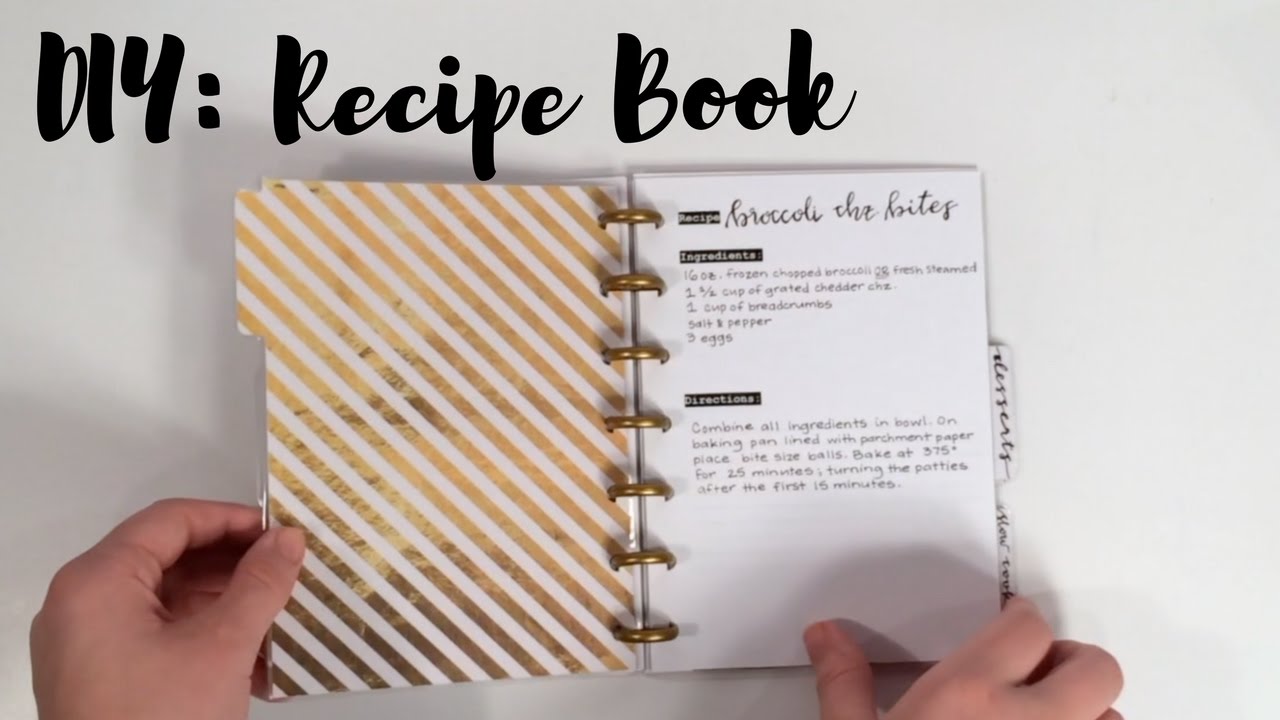 DIY: Recipe Book
Recipe broccoli chz bites
Ingredients:
16 oz. frozen chopped broccoli OR fresh steamed
1 3/2 cup of grated chedder chz.
1 cup of breadcrumbs
salt & pepper
3 eggs
Directions:
Combine all ingredients in bowl. On
baking pan lined with parchment paper
place bite size balls. Bake at 375°
for 25 minutes; turning the patties
after the first 15 minutes.
desserts
slow cook